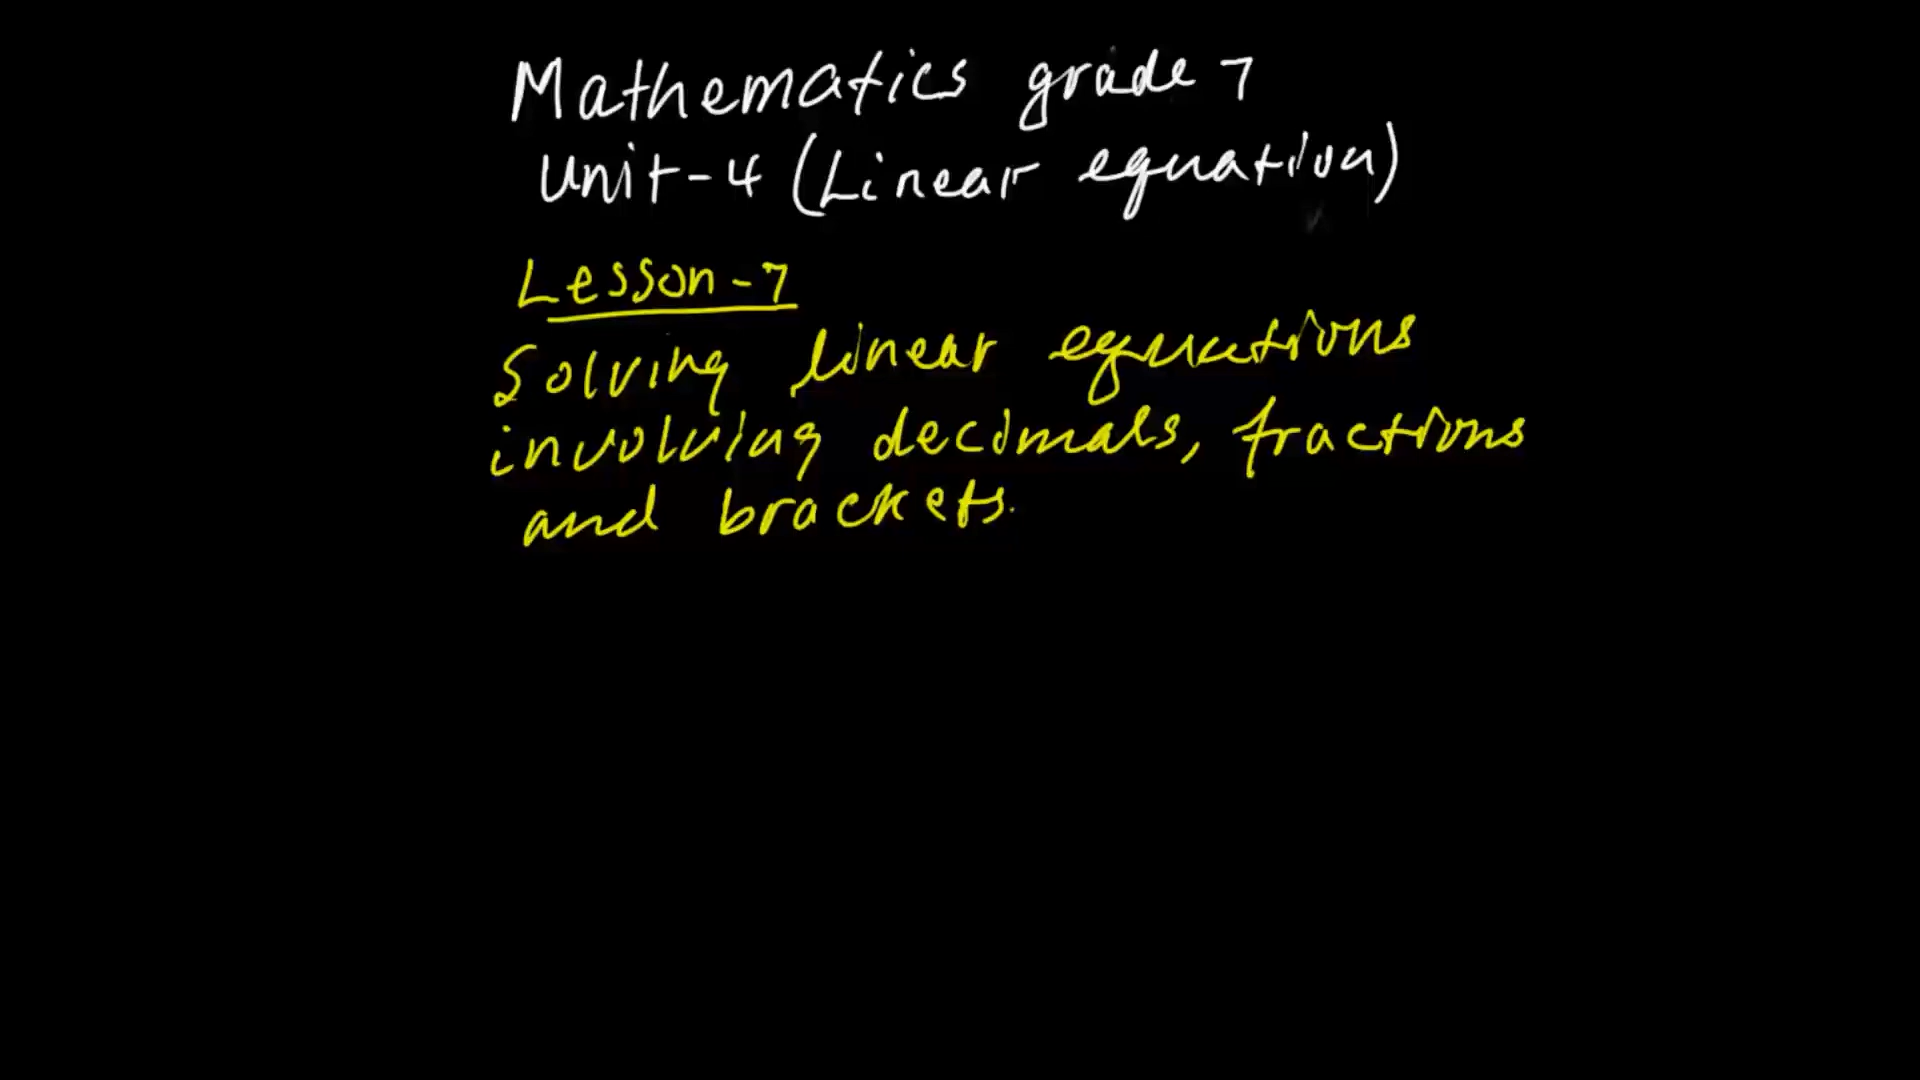 Mathematics grade 7
Unit-4 (Linear equation)
Lesson-7
Solving linear equations
involving decimals, fractions
and brackets.